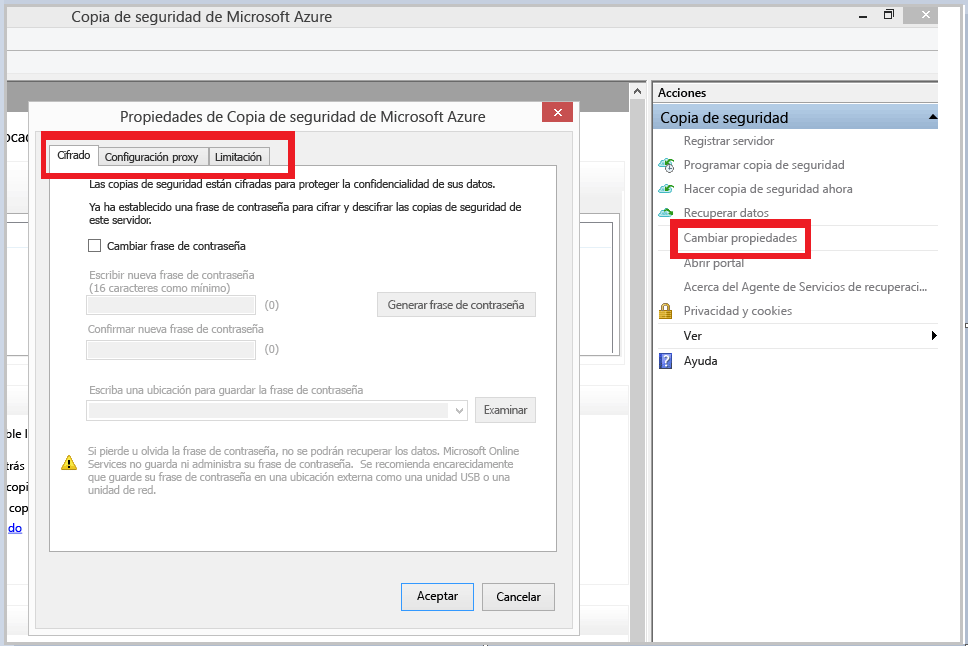 Copia de seguridad de Microsoft Azure
Propiedades de Copia de seguridad de Microsoft Azure
Cifrado
Configuración proxy
Limitación
Las copias de seguridad están cifradas para proteger la confidencialidad de sus datos.
Ya ha establecido una frase de contraseña para cifrar y descifrar las copias de seguridad de
este servidor.
Cambiar frase de contraseña
Escribir nueva frase de contraseña
(16 caracteres como mínimo)
(0)
Generar frase de contraseña
Confirmar nueva frase de contraseña
(0)
Escriba una ubicación para guardar la frase de contraseña
Examinar
Si pierde u olvida la frase de contraseña, no se podrán recuperar los datos. Microsoft Online
Services no guarda ni administra su frase de contraseña. Se recomienda encarecidamente
que guarde su frase de contraseña en una ubicación externa como una unidad USB o una
unidad de red.
Aceptar
Cancelar
ble l
trás
copi
cop
do
Acciones
Copia de seguridad
Registrar servidor
Programar copia de seguridad
Hacer copia de seguridad ahora
Recuperar datos
Cambiar propiedades
Abrir portal
Acerca del Agente de Servicios de recuperaci...
Privacidad y cookies
Ver
Ayuda